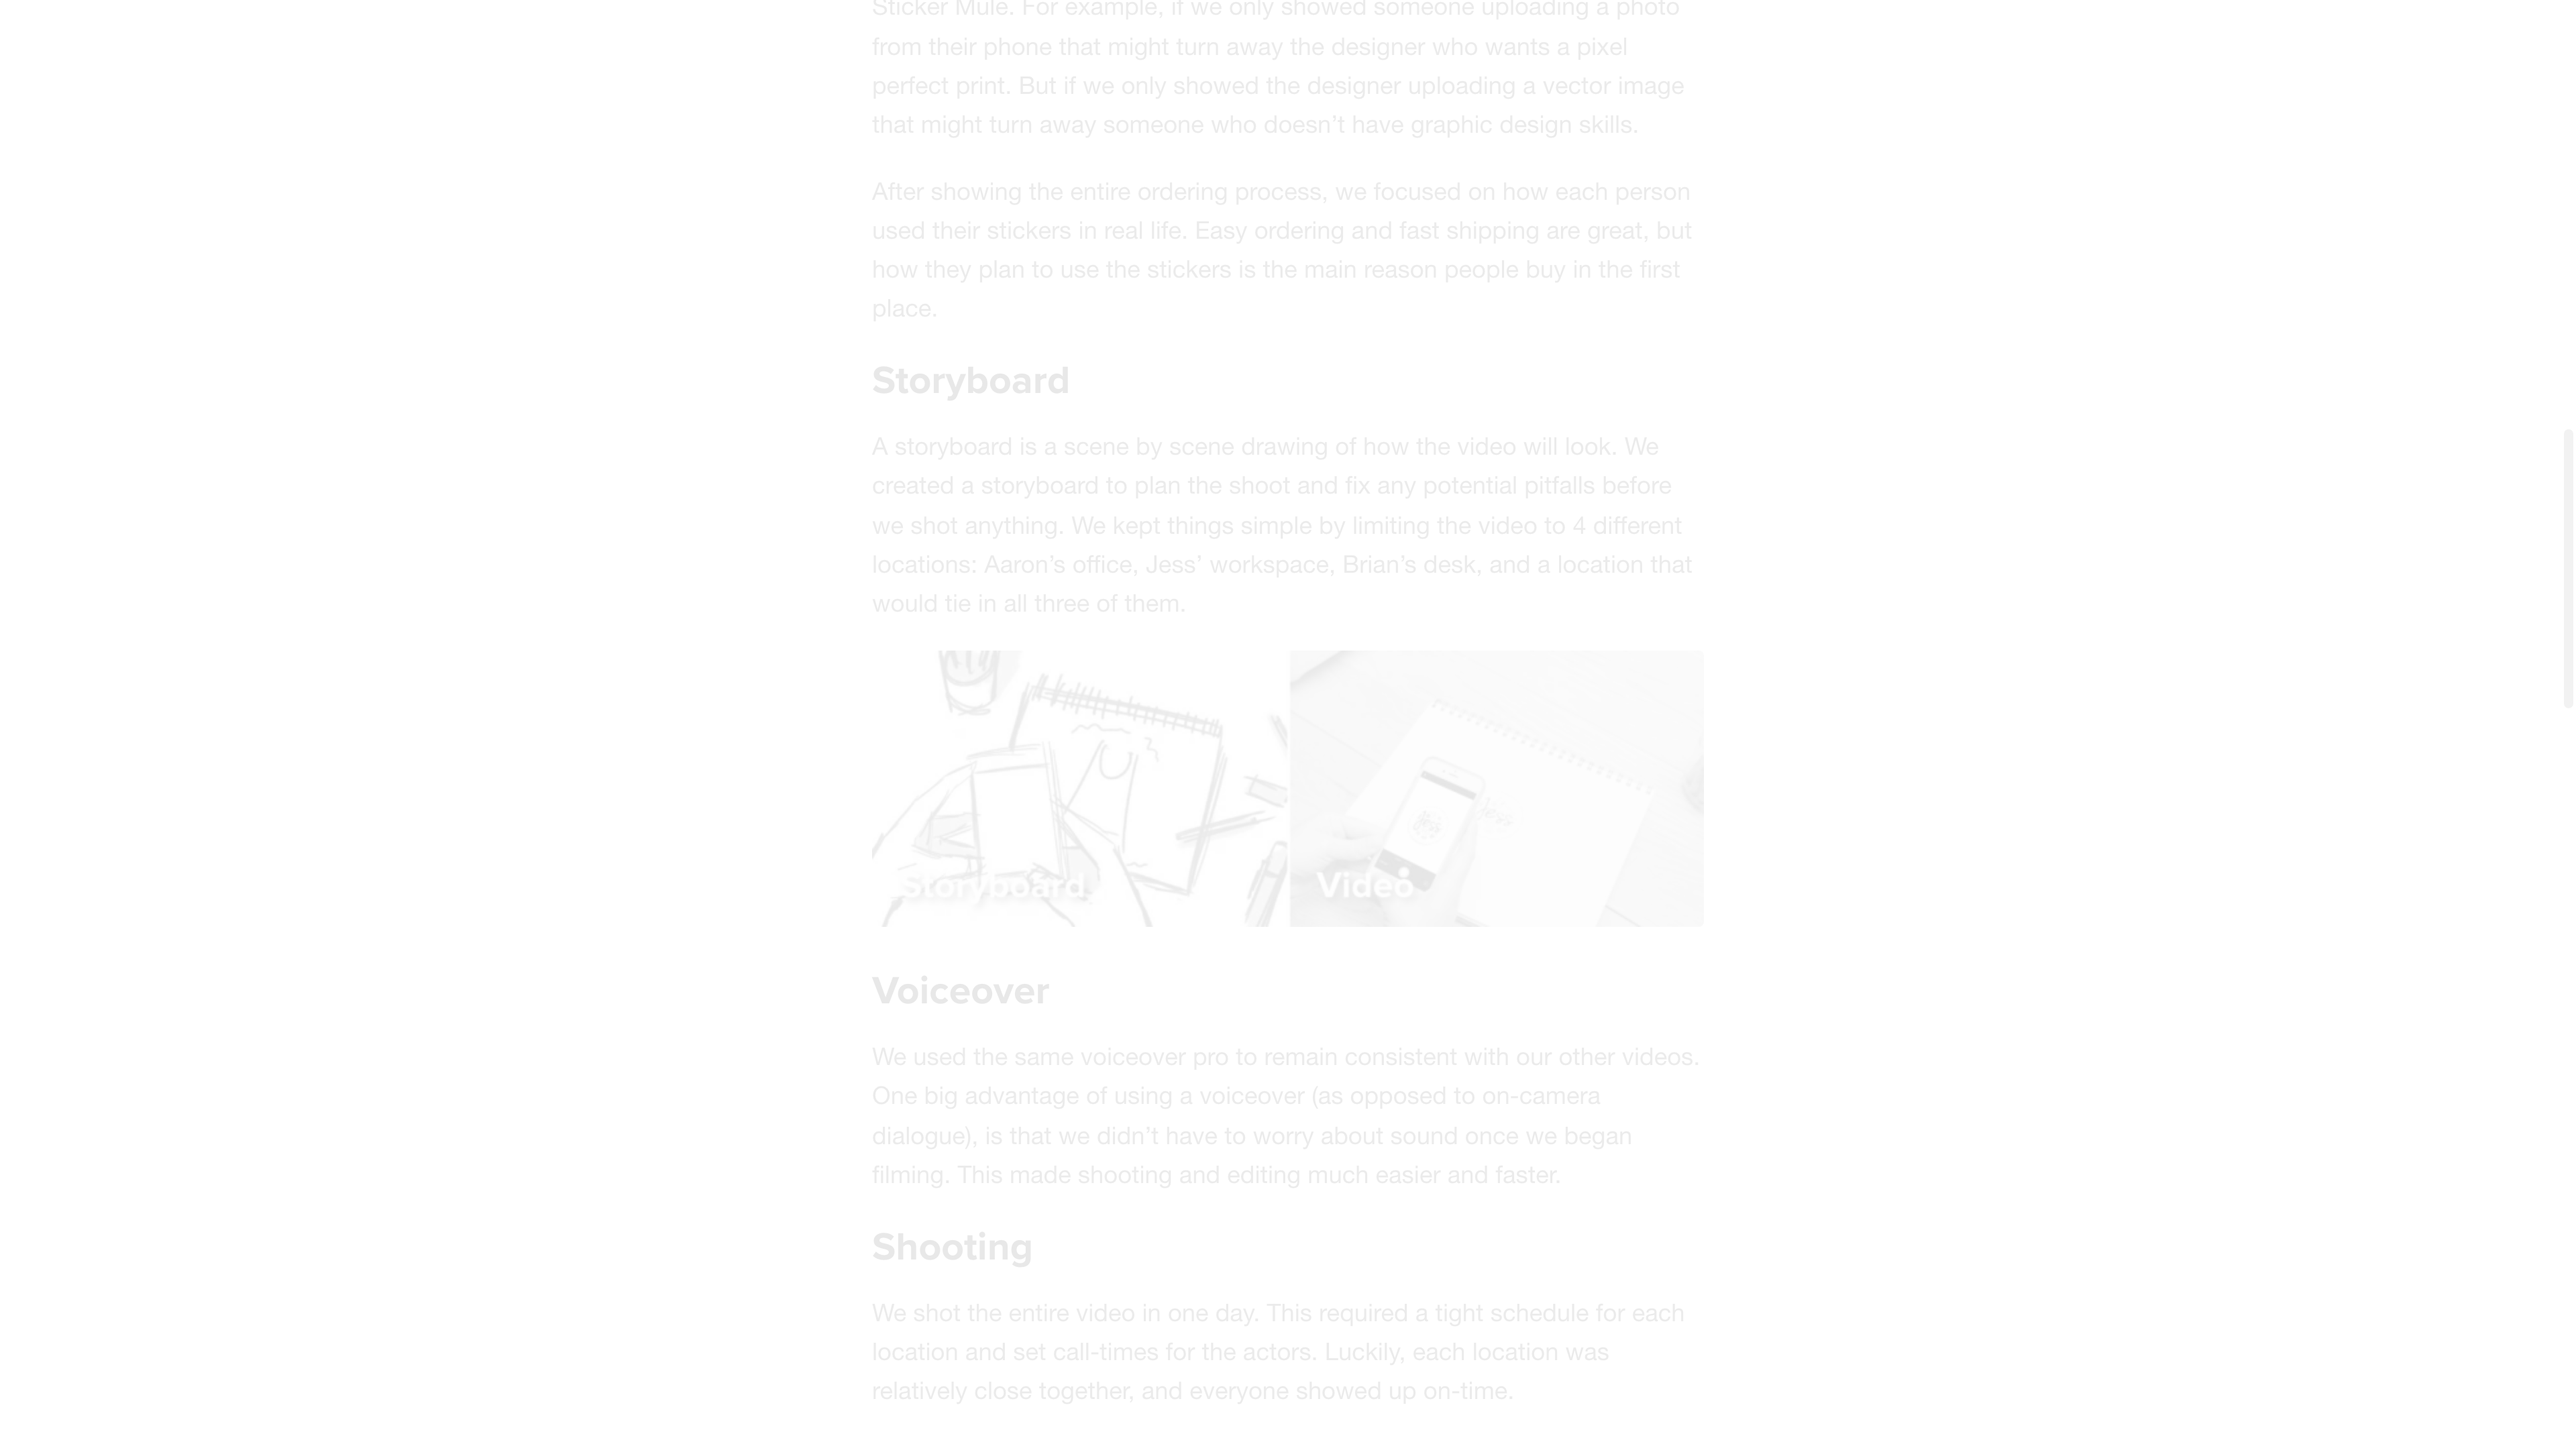 Sticker Mule. For example, if we only showed someone uploading a photo
from their phone that might turn away the designer who wants a pixel
perfect print. But if we only showed the designer uploading a vector image
that might turn away someone who doesn’t have graphic design skills.
After showing the entire ordering process, we focused on how each person
used their stickers in real life. Easy ordering and fast shipping are great, but
how they plan to use the stickers is the main reason people buy in the first
place.
Storyboard
A storyboard is a scene by scene drawing of how the video will look. We
created a storyboard to plan the shoot and fix any potential pitfalls before
we shot anything. We kept things simple by limiting the video to 4 different
locations: Aaron’s office, Jess’ workspace, Brian’s desk, and a location that
would tie in all three of them.
Storyboard
Video
Voiceover
We used the same voiceover pro to remain consistent with our other videos.
One big advantage of using a voiceover (as opposed to on-camera
dialogue), is that we didn’t have to worry about sound once we began
filming. This made shooting and editing much easier and faster.
Shooting
We shot the entire video in one day. This required a tight schedule for each
location and set call-times for the actors. Luckily, each location was
relatively close together, and everyone showed up on-time.